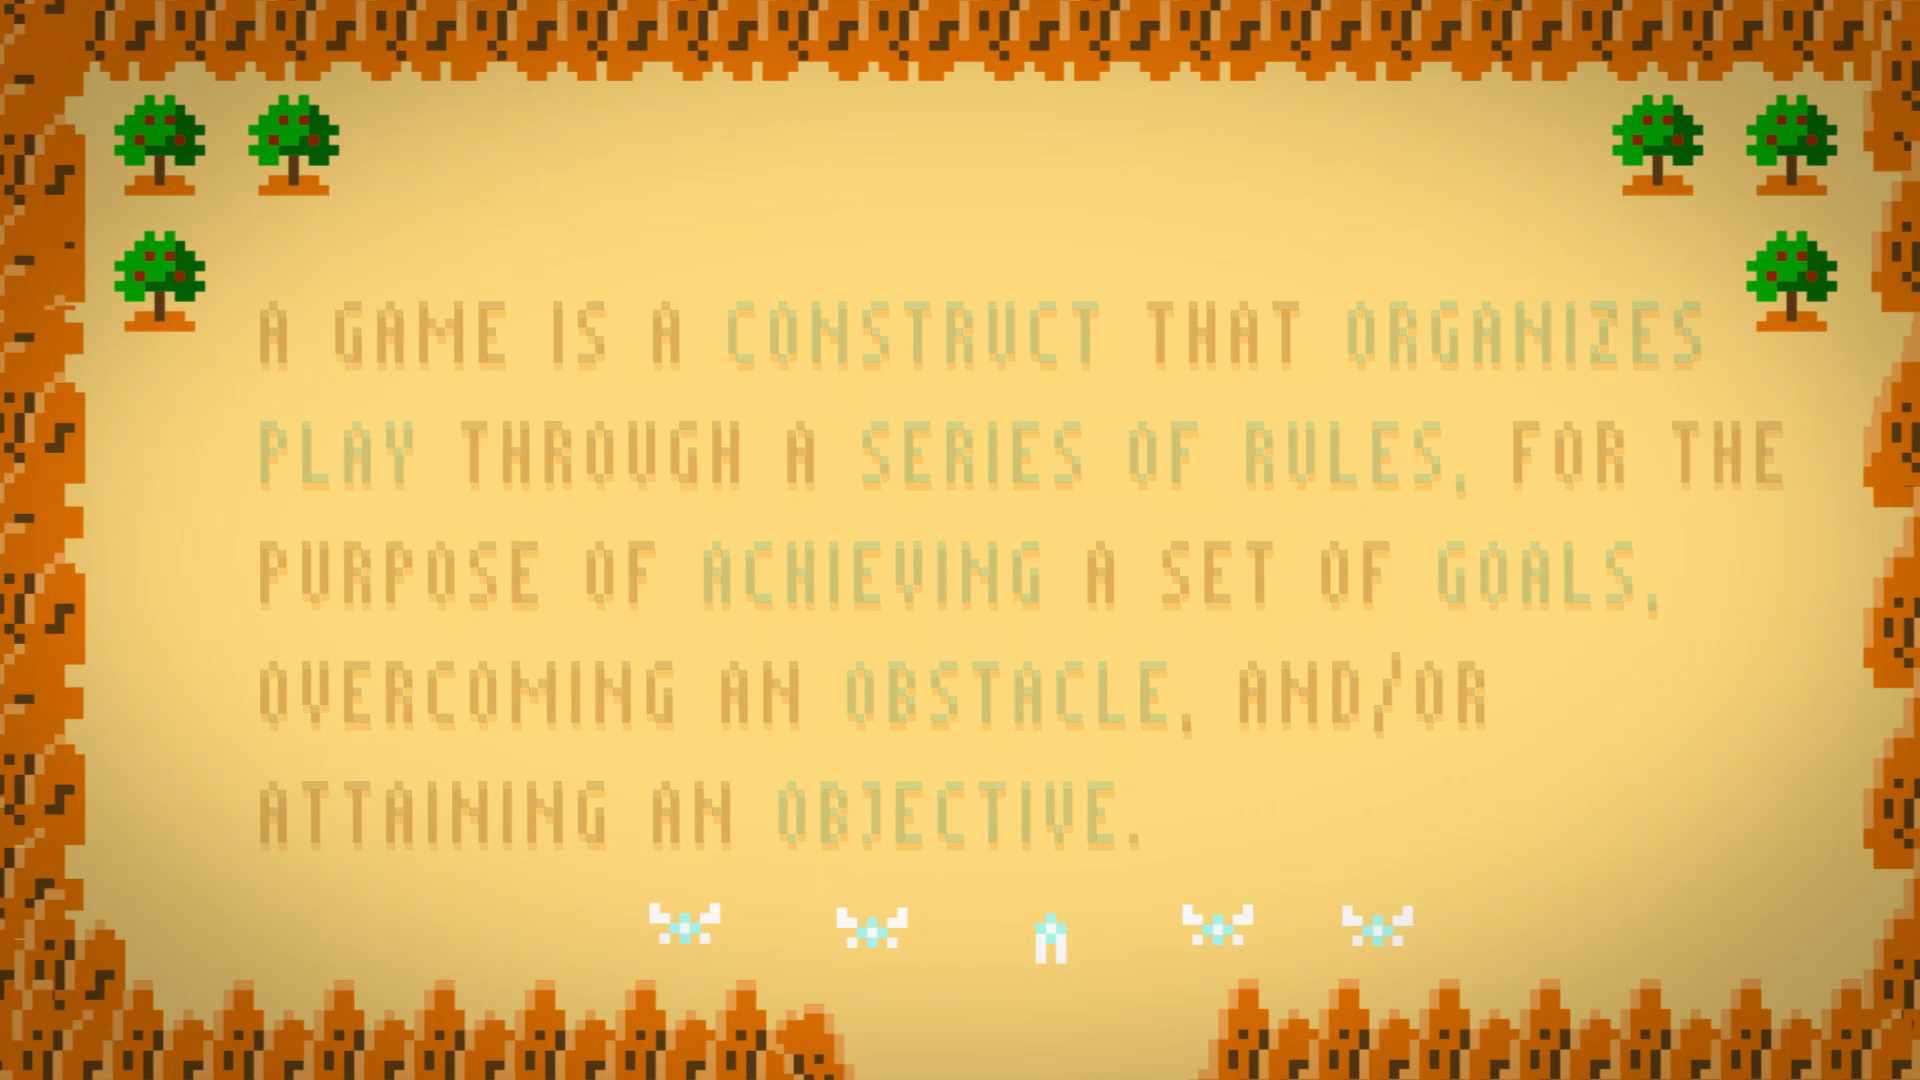 A GAME IS A CONSTRUCT THAT ORGANIZES
PLAY THROUGH A SERIES OF RULES, FOR THE
PURPOSE OF ACHIEVING A SET OF GOALS,
OVERCOMING AN OBSTACLE, AND/OR
ATTAINING AN OBJECTIVE.